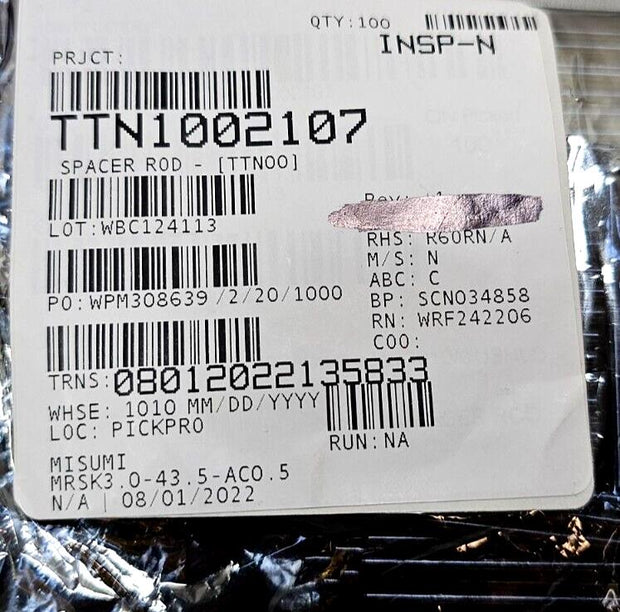 QTY:100
INSP-N
PRJCT:
TTN1002107
SPACER ROD - [TTN00]
LOT:WBC124113
RHS: R60RN/A
M/S: N
ABC: C
PO:WPM308639 /2/20/1000
BP: SCN034858
RN: WRF242206
COO:
TRNS:08012022135833
WHSE: 1010 MM/DD/YYYY
LOC: PICKPRO
RUN:NA
MISUMI
MRSK3.0-43.5-AC0.5
N/A | 08/01/2022